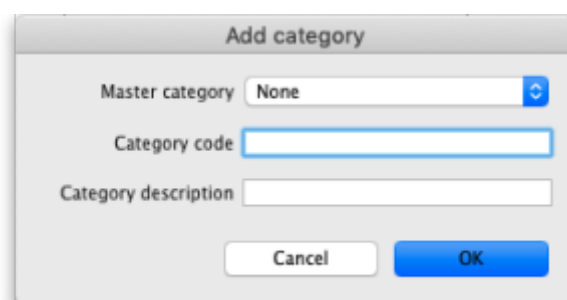 Add category
Master category None
Category code
Category description
Cancel OK